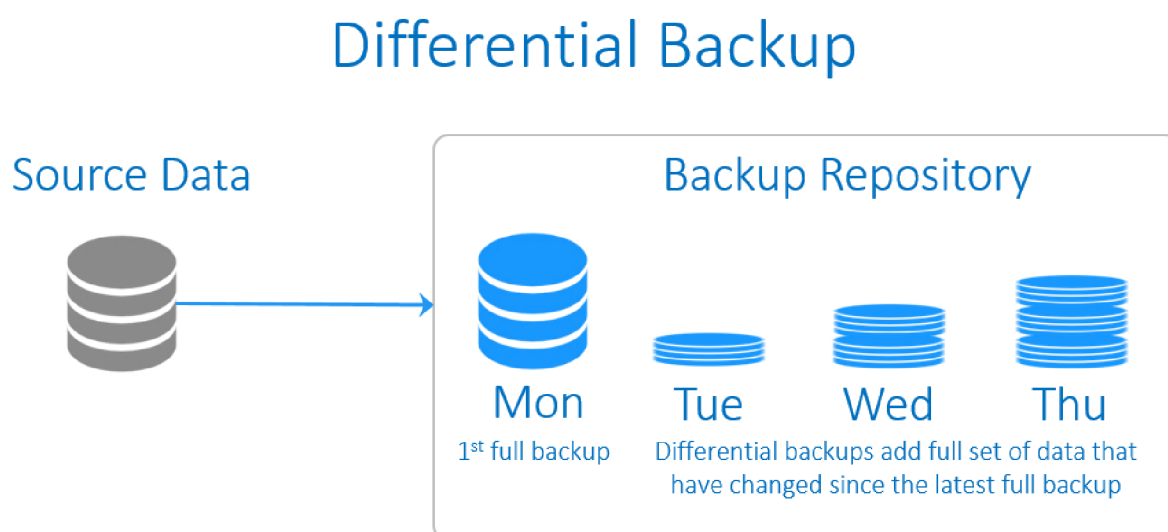 Differential Backup
Source Data
Backup Repository
Mon
Tue
Wed
Thu
1st full backup
Differential backups add full set of data that
have changed since the latest full backup